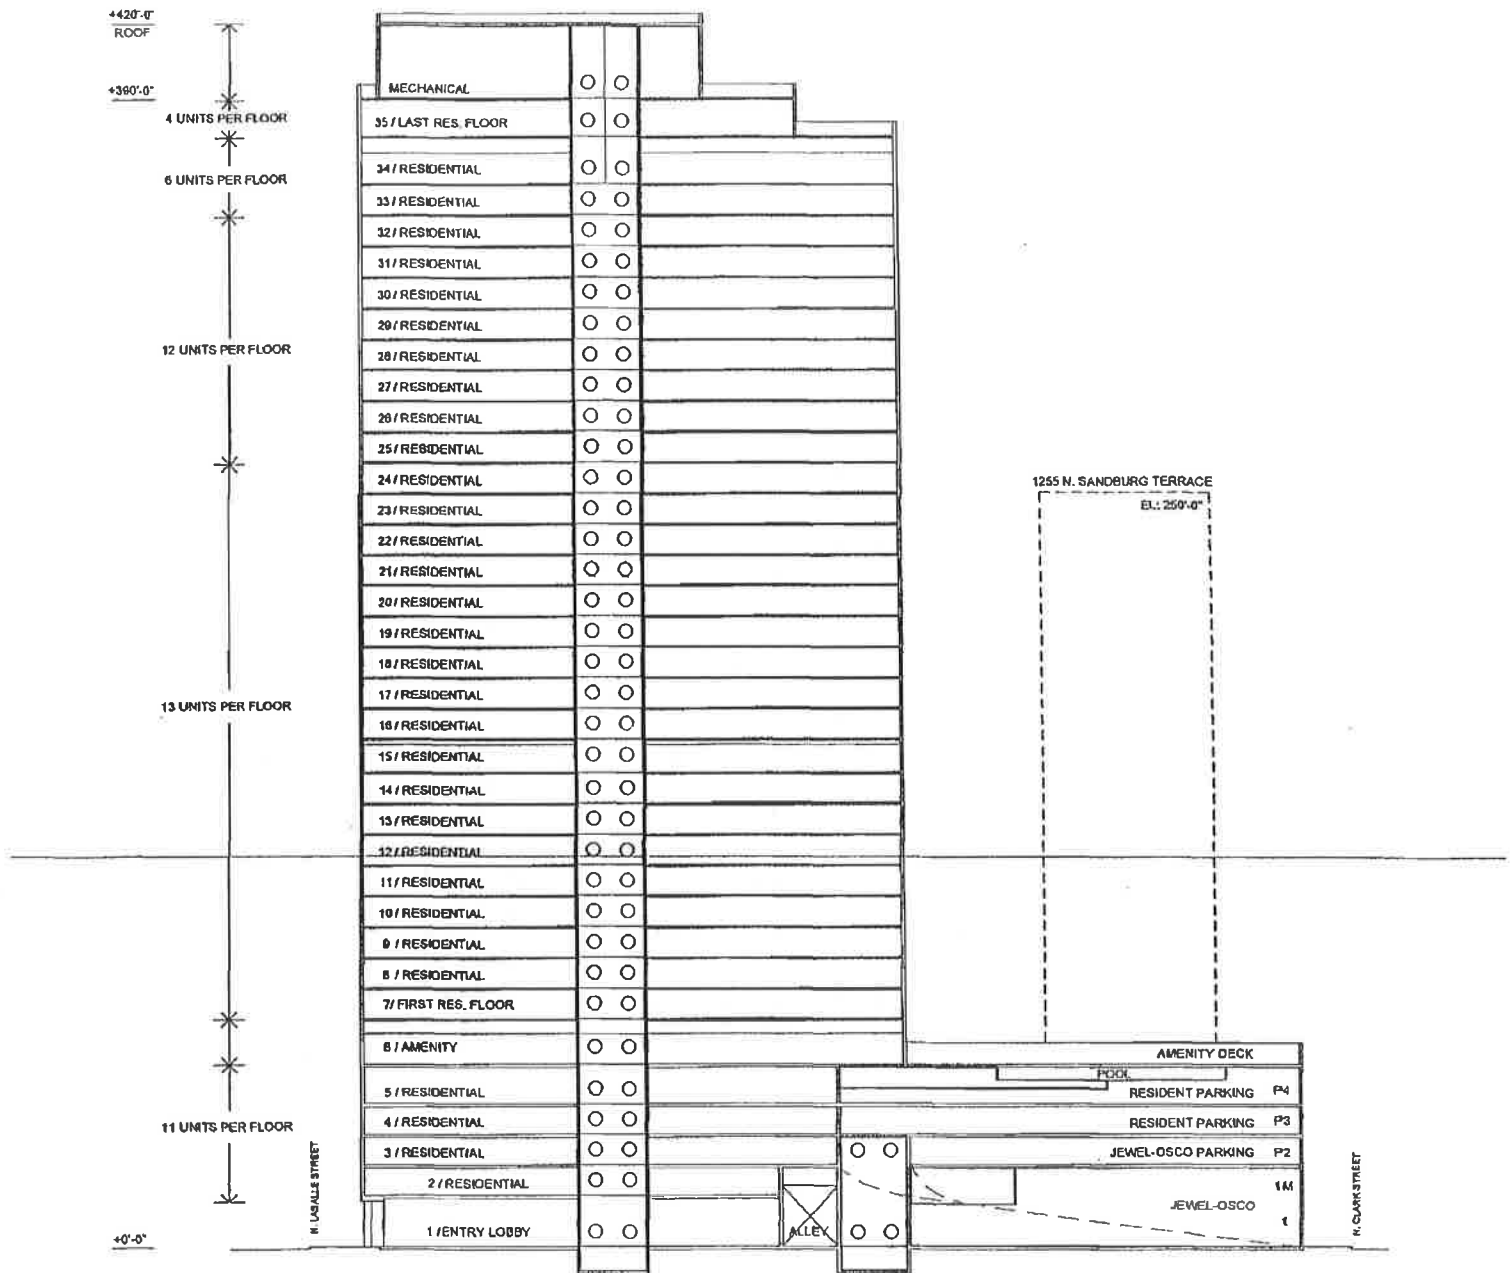 +420'-0"
ROOF
+390'-0"
MECHANICAL
4 UNITS PER FLOOR
35 / LAST RES. FLOOR
34 / RESIDENTIAL
6 UNITS PER FLOOR
33 / RESIDENTIAL
32 / RESIDENTIAL
31 / RESIDENTIAL
30 / RESIDENTIAL
29 / RESIDENTIAL
12 UNITS PER FLOOR
28 / RESIDENTIAL
27 / RESIDENTIAL
26 / RESIDENTIAL
25 / RESIDENTIAL
24 / RESIDENTIAL
1255 N. SANDBURG TERRACE
EL.: 250'-0"
23 / RESIDENTIAL
22 / RESIDENTIAL
21 / RESIDENTIAL
20 / RESIDENTIAL
19 / RESIDENTIAL
18 / RESIDENTIAL
17 / RESIDENTIAL
13 UNITS PER FLOOR
16 / RESIDENTIAL
15 / RESIDENTIAL
14 / RESIDENTIAL
13 / RESIDENTIAL
12 / RESIDENTIAL
11 / RESIDENTIAL
10 / RESIDENTIAL
9 / RESIDENTIAL
8 / RESIDENTIAL
7 / FIRST RES. FLOOR
6 / AMENITY
AMENITY DECK
POOL
5 / RESIDENTIAL
RESIDENT PARKING P4
4 / RESIDENTIAL
RESIDENT PARKING P3
11 UNITS PER FLOOR
3 / RESIDENTIAL
JEWEL-OSCO PARKING P2
2 / RESIDENTIAL
1M
JEWEL-OSCO
1
N. LASALLE STREET
1 / ENTRY LOBBY
ALLEY
N. CLARK STREET
+0'-0"